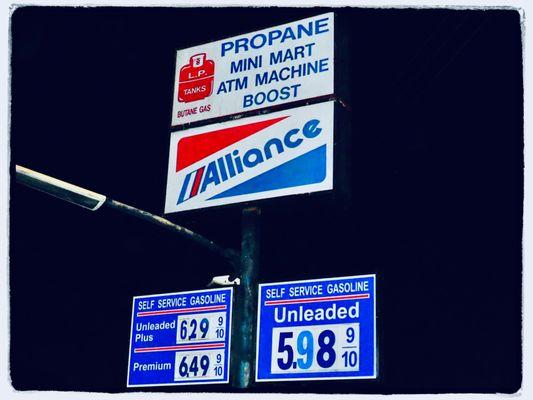 PROPANE
MINI MART
ATM MACHINE
BOOST
8
L.P.
TANKS
BUTANE GAS
Alliance
SELF SERVICE GASOLINE
Unleaded Plus 6.29 9/10
Premium 6.49 9/10
SELF SERVICE GASOLINE
Unleaded
5.98 9/10